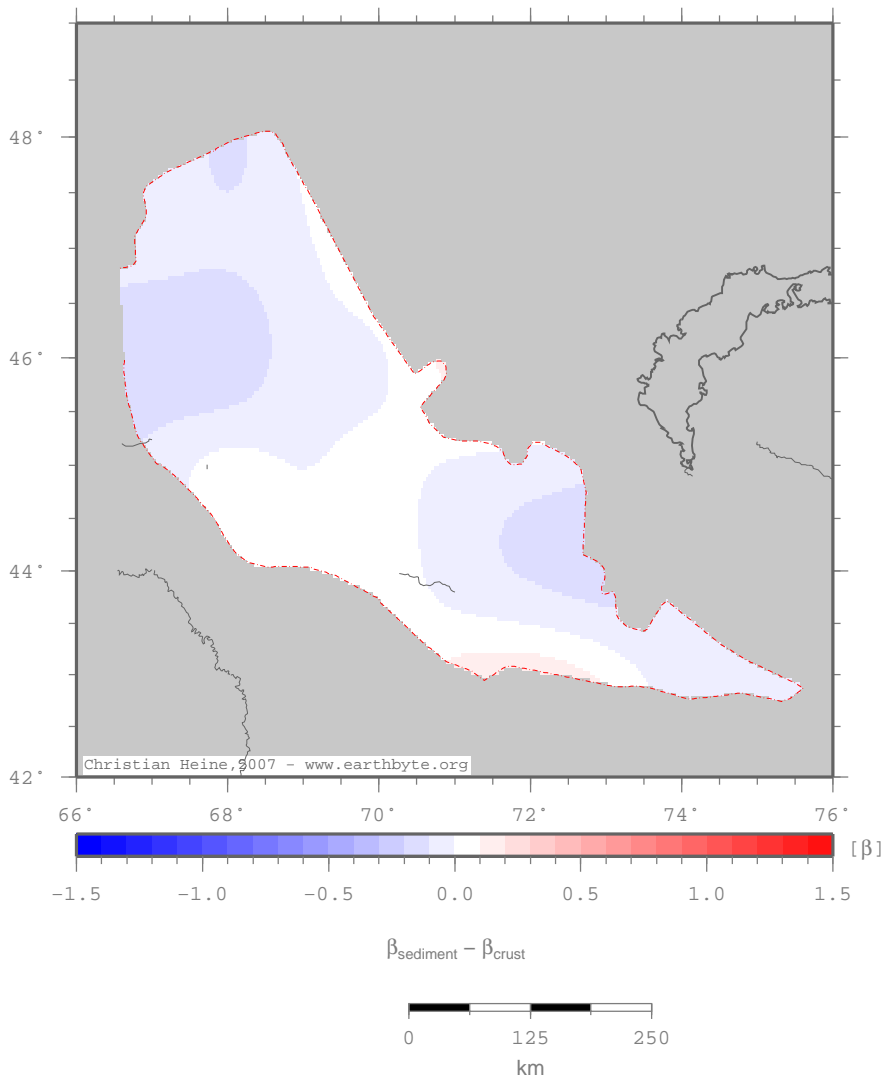 48°
46°
44°
42°
Christian Heine,2007 - www.earthbyte.org
66° 68° 70° 72° 74° 76°
[β]
-1.5 -1.0 -0.5 0.0 0.5 1.0 1.5
βsediment − βcrust
0 125 250
km